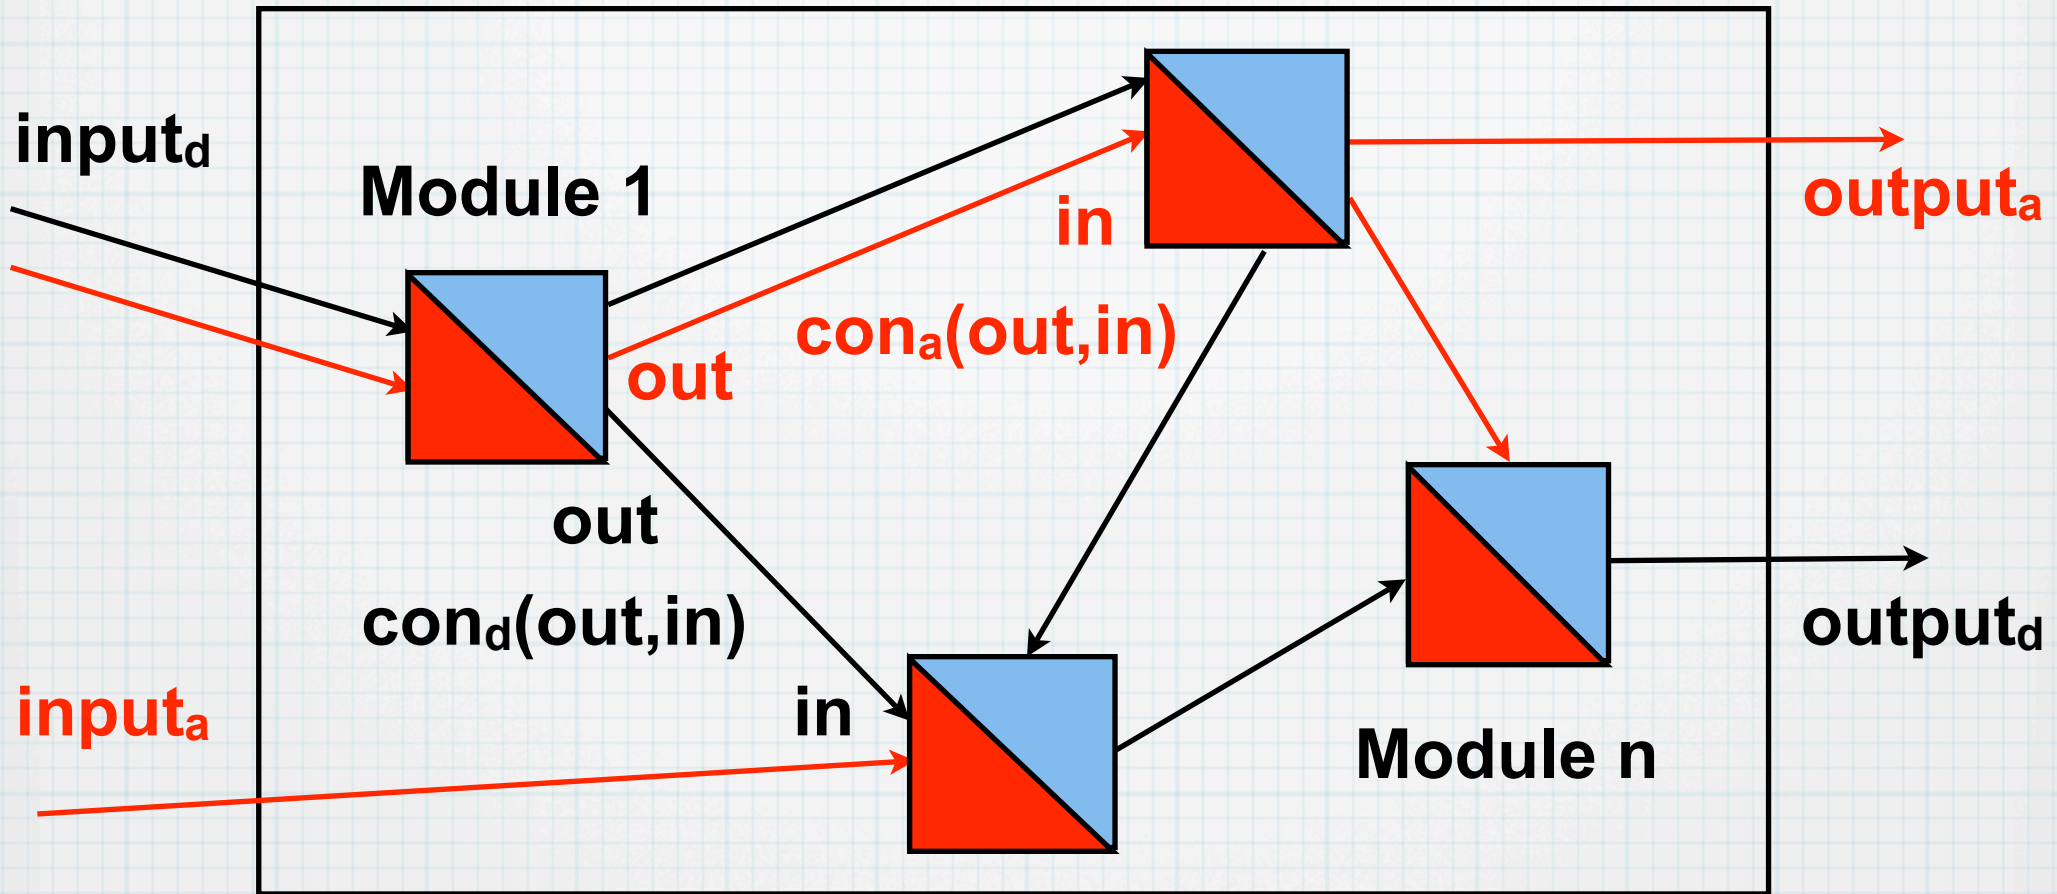 input_d
Module 1
output_a
in
con_a(out,in)
out
out
con_d(out,in)
output_d
input_a
in
Module n